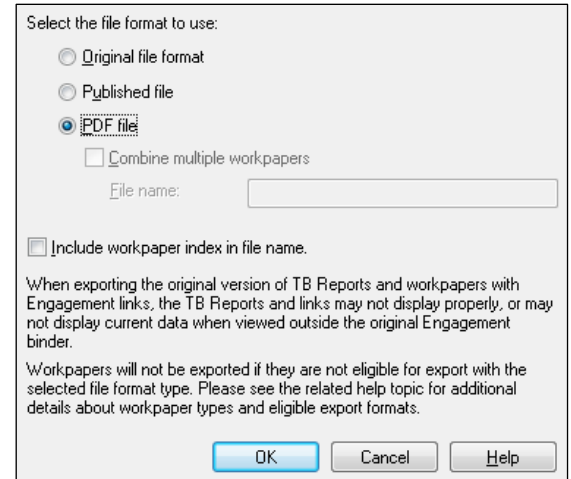 Select the file format to use:
Original file format
Published file
PDF file
Combine multiple workpapers
File name:
Include workpaper index in file name.
When exporting the original version of TB Reports and workpapers with
Engagement links, the TB Reports and links may not display properly, or may
not display current data when viewed outside the original Engagement
binder.
Workpapers will not be exported if they are not eligible for export with the
selected file format type. Please see the related help topic for additional
details about workpaper types and eligible export formats.
OK Cancel Help